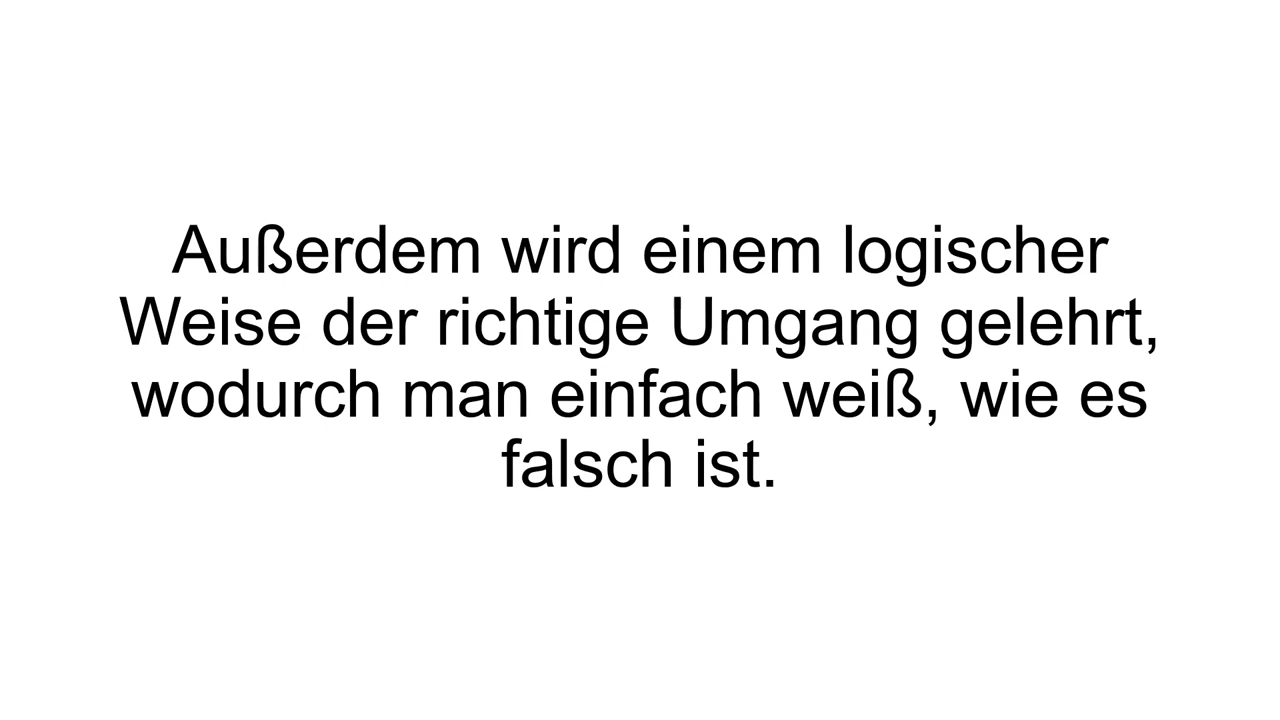 Außerdem wird einem logischer
Weise der richtige Umgang gelehrt,
wodurch man einfach weiß, wie es
falsch ist.